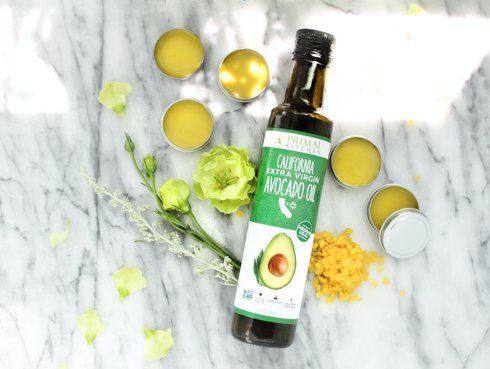 PRIMAL
KITCHEN
CALIFORNIA
EXTRA VIRGIN
AVOCADO OIL